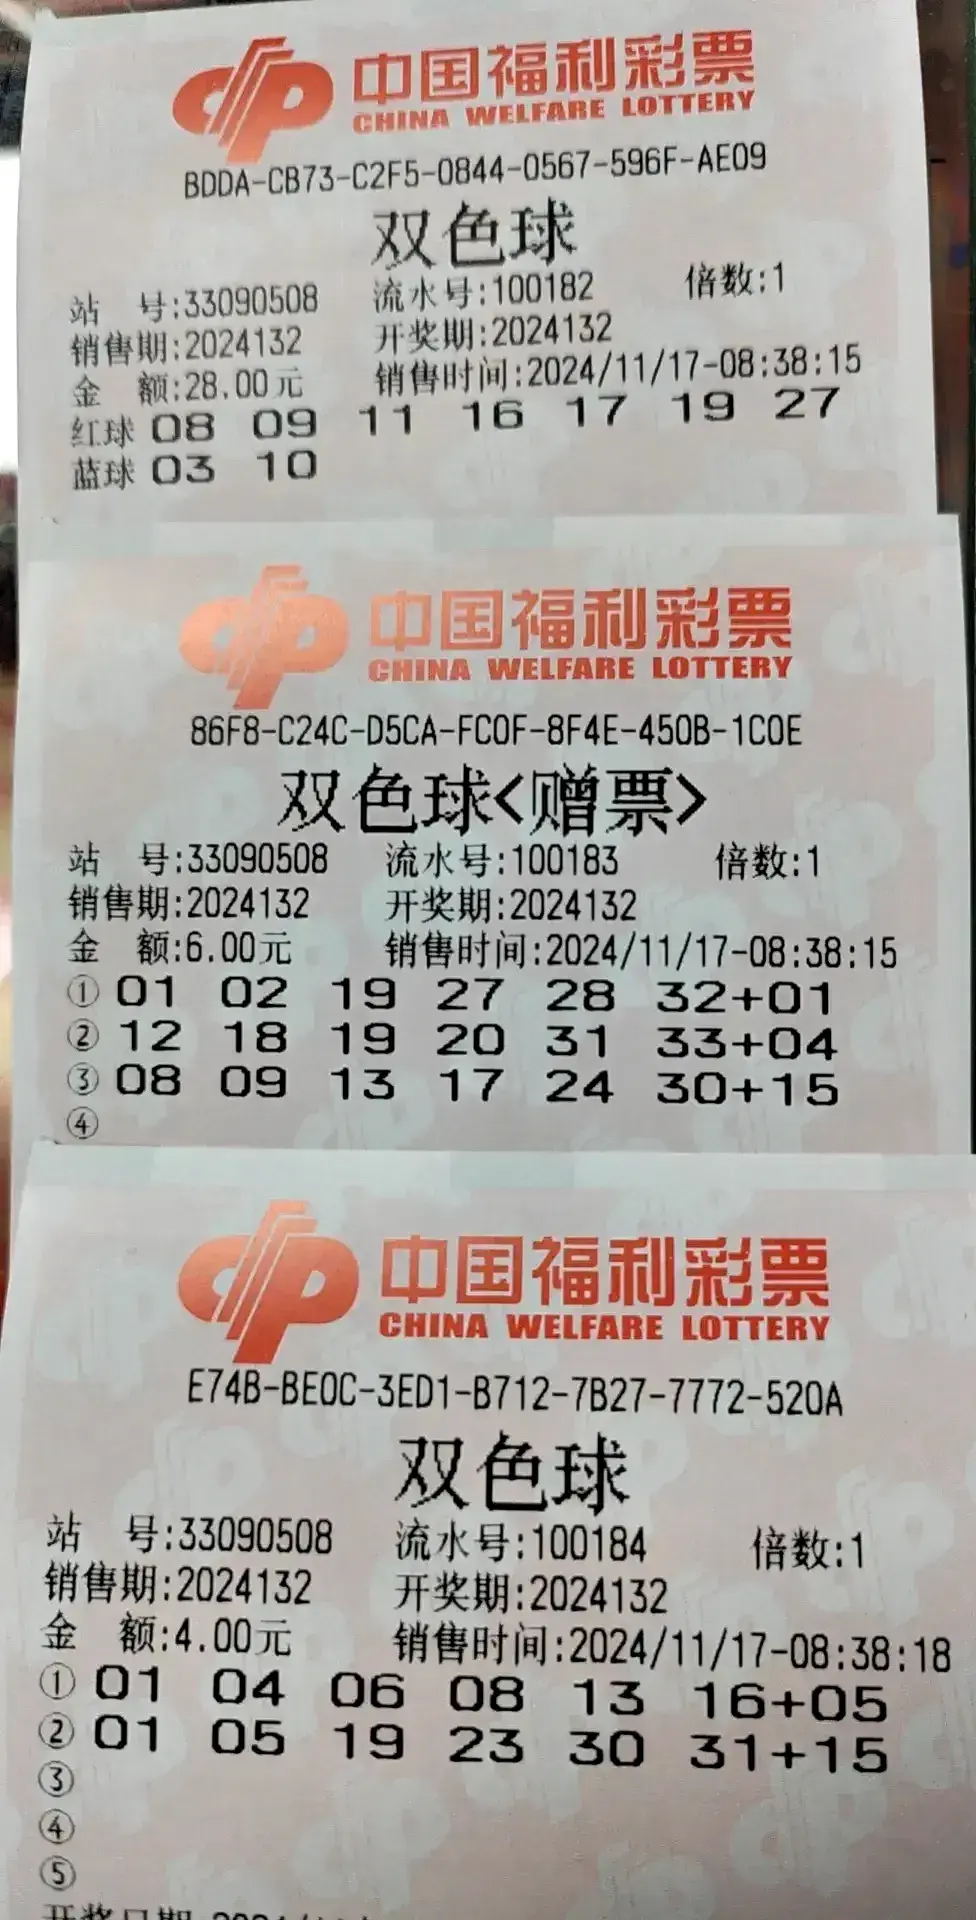 中国福利彩票
CHINA WELFARE LOTTERY
BDDA-CB73-C2F5-0844-0567-596F-AE09
双色球
站 号:33090508 流水号:100182 倍数:1
销售期:2024132 开奖期:2024132
金 额:28.00元 销售时间:2024/11/17-08:38:15
红球 08 09 11 16 17 19 27
蓝球 03 10
中国福利彩票
CHINA WELFARE LOTTERY
86F8-C24C-D5CA-FC0F-8F4E-450B-1C0E
双色球<赠票>
站 号:33090508 流水号:100183 倍数:1
销售期:2024132 开奖期:2024132
金 额:6.00元 销售时间:2024/11/17-08:38:15
① 01 02 19 27 28 32+01
② 12 18 19 20 31 33+04
③ 08 09 13 17 24 30+15
④
中国福利彩票
CHINA WELFARE LOTTERY
E74B-BE0C-3ED1-B712-7B27-7772-520A
双色球
站 号:33090508 流水号:100184 倍数:1
销售期:2024132 开奖期:2024132
金 额:4.00元 销售时间:2024/11/17-08:38:18
① 01 04 06 08 13 16+05
② 01 05 19 23 30 31+15
③
④
⑤